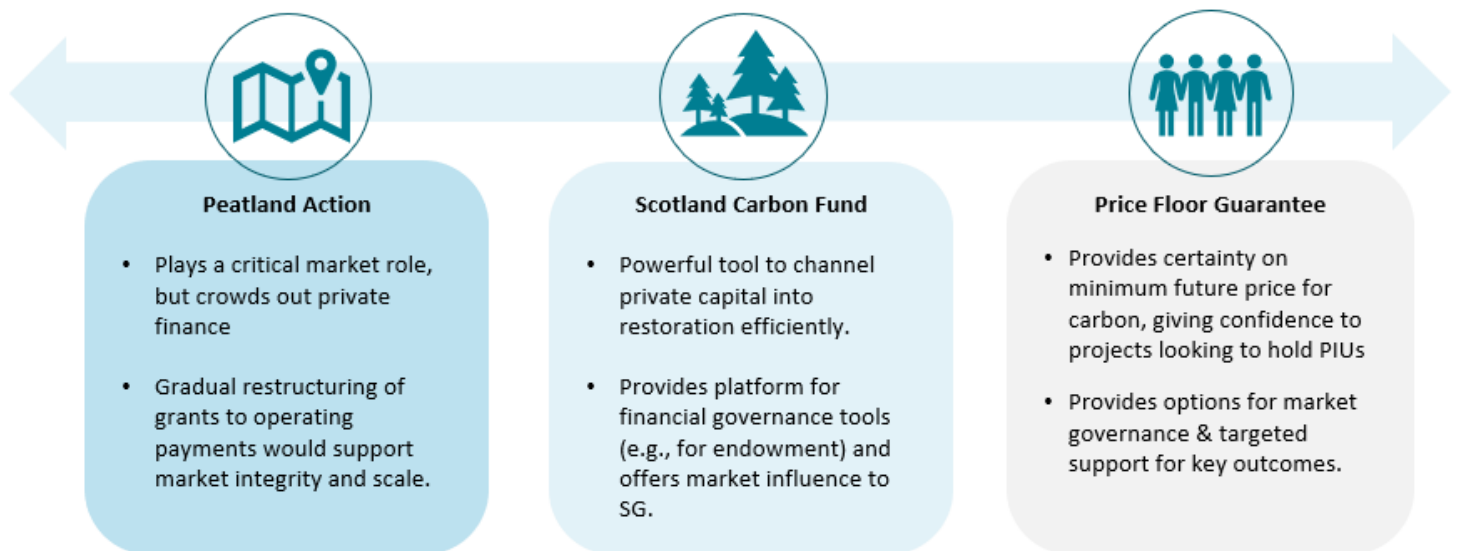 Peatland Action
• Plays a critical market role,
but crowds out private
finance
• Gradual restructuring of
grants to operating
payments would support
market integrity and scale.
Scotland Carbon Fund
• Powerful tool to channel
private capital into
restoration efficiently.
• Provides platform for
financial governance tools
(e.g., for endowment) and
offers market influence to
SG.
Price Floor Guarantee
• Provides certainty on
minimum future price for
carbon, giving confidence to
projects looking to hold PIUs
• Provides options for market
governance & targeted
support for key outcomes.